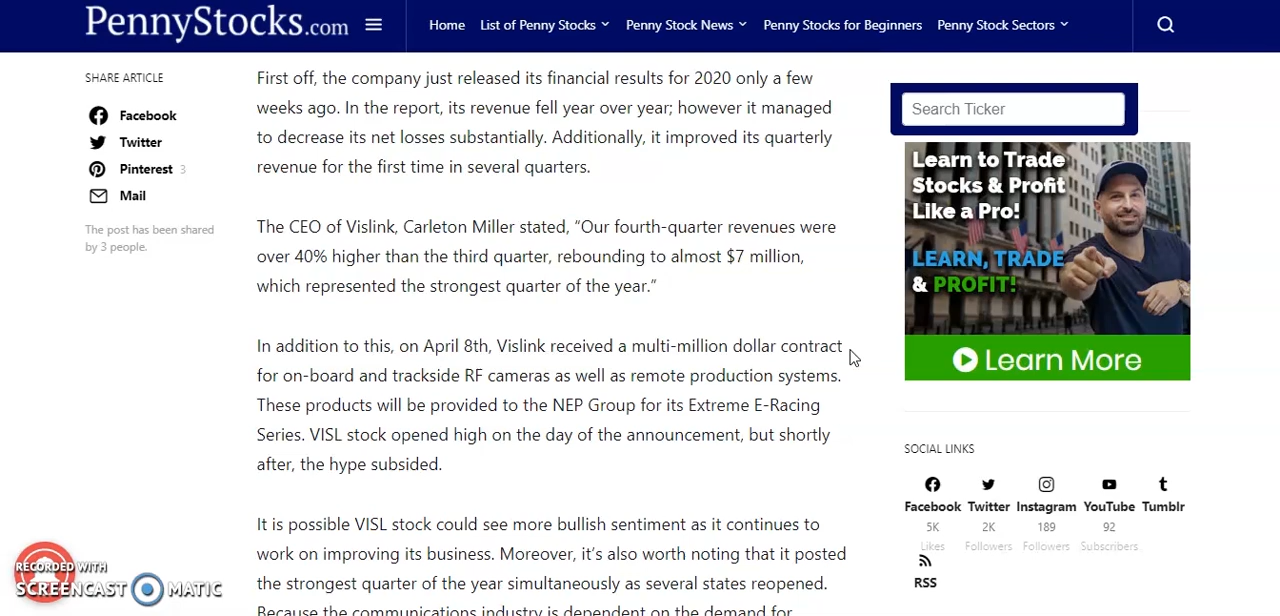 PennyStocks.com
Home
List of Penny Stocks
Penny Stock News
Penny Stocks for Beginners
Penny Stock Sectors
SHARE ARTICLE
Facebook
Twitter
Pinterest 3
Mail
The post has been shared
by 3 people.
First off, the company just released its financial results for 2020 only a few
weeks ago. In the report, its revenue fell year over year; however it managed
to decrease its net losses substantially. Additionally, it improved its quarterly
revenue for the first time in several quarters.
The CEO of Vislink, Carleton Miller stated, “Our fourth-quarter revenues were
over 40% higher than the third quarter, rebounding to almost $7 million,
which represented the strongest quarter of the year.”
In addition to this, on April 8th, Vislink received a multi-million dollar contract
for on-board and trackside RF cameras as well as remote production systems.
These products will be provided to the NEP Group for its Extreme E-Racing
Series. VISL stock opened high on the day of the announcement, but shortly
after, the hype subsided.
It is possible VISL stock could see more bullish sentiment as it continues to
work on improving its business. Moreover, it’s also worth noting that it posted
the strongest quarter of the year simultaneously as several states reopened.
Because the communications industry is dependent on the demand for
Search Ticker
Learn to Trade
Stocks & Profit
Like a Pro!
LEARN, TRADE
& PROFIT!
Learn More
SOCIAL LINKS
Facebook
5K
Likes
Twitter
2K
Followers
Instagram
189
Followers
YouTube
92
Subscribers
Tumblr
RSS
RECORDED WITH
SCREENCAST MATIC